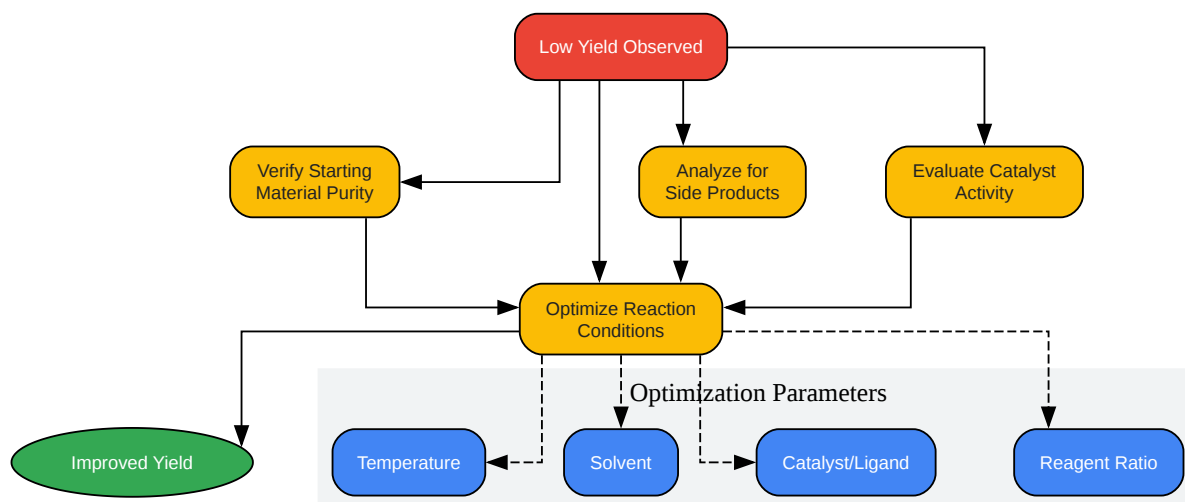 Low Yield Observed
Verify Starting
Material Purity
Analyze for
Side Products
Evaluate Catalyst
Activity
Optimize Reaction
Conditions
Optimization Parameters
Improved Yield
Temperature
Solvent
Catalyst/Ligand
Reagent Ratio